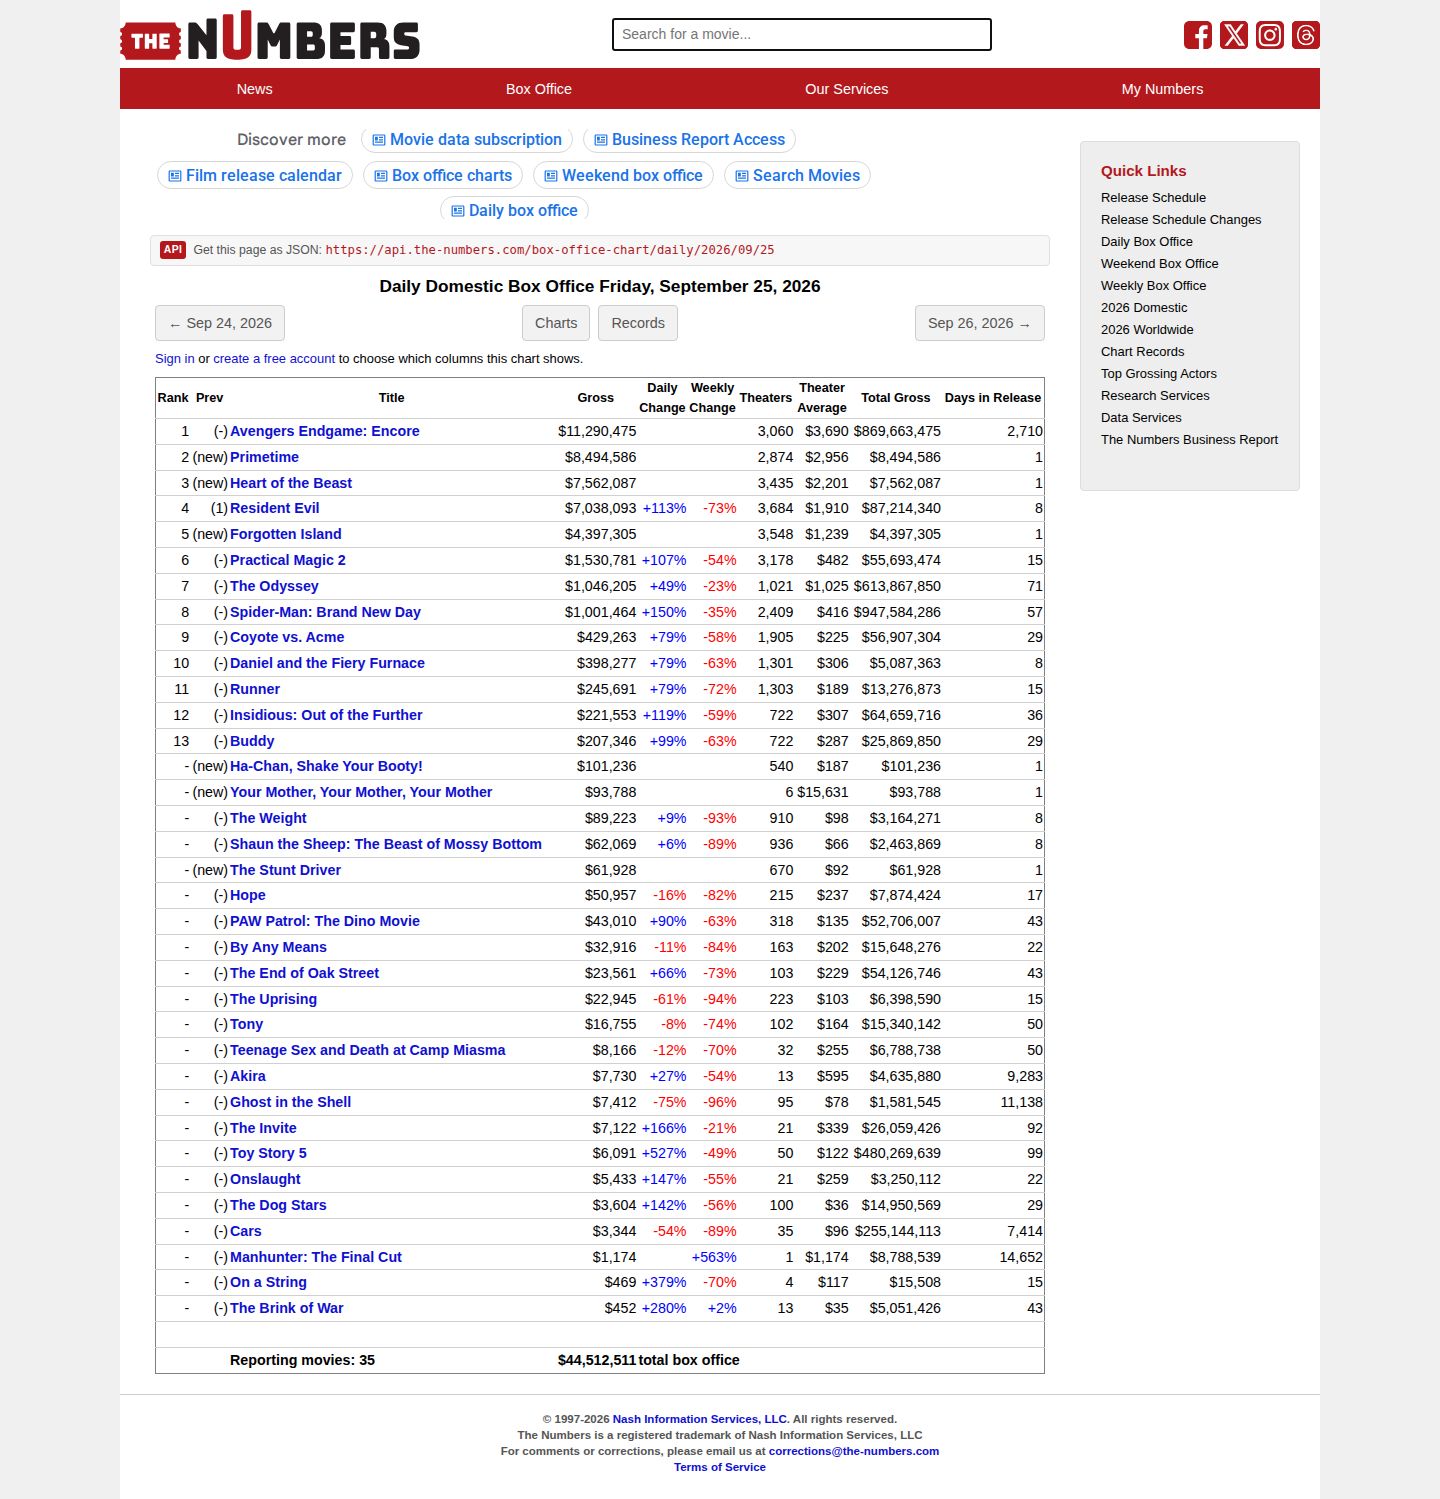 THE NUMBERS
Search for a movie...
News Box Office Our Services My Numbers
Discover more Movie data subscription Business Report Access
Film release calendar Box office charts Weekend box office Search Movies
Daily box office
API Get this page as JSON: https://api.the-numbers.com/box-office-chart/daily/2026/09/25
Daily Domestic Box Office Friday, September 25, 2026
← Sep 24, 2026 Charts Records Sep 26, 2026 →
Sign in or create a free account to choose which columns this chart shows.
Rank Prev Title Gross Daily Change Weekly Change Theaters Theater Average Total Gross Days in Release
1 (-) Avengers Endgame: Encore $11,290,475 3,060 $3,690 $869,663,475 2,710
2 (new) Primetime $8,494,586 2,874 $2,956 $8,494,586 1
3 (new) Heart of the Beast $7,562,087 3,435 $2,201 $7,562,087 1
4 (1) Resident Evil $7,038,093 +113% -73% 3,684 $1,910 $87,214,340 8
5 (new) Forgotten Island $4,397,305 3,548 $1,239 $4,397,305 1
6 (-) Practical Magic 2 $1,530,781 +107% -54% 3,178 $482 $55,693,474 15
7 (-) The Odyssey $1,046,205 +49% -23% 1,021 $1,025 $613,867,850 71
8 (-) Spider-Man: Brand New Day $1,001,464 +150% -35% 2,409 $416 $947,584,286 57
9 (-) Coyote vs. Acme $429,263 +79% -58% 1,905 $225 $56,907,304 29
10 (-) Daniel and the Fiery Furnace $398,277 +79% -63% 1,301 $306 $5,087,363 8
11 (-) Runner $245,691 +79% -72% 1,303 $189 $13,276,873 15
12 (-) Insidious: Out of the Further $221,553 +119% -59% 722 $307 $64,659,716 36
13 (-) Buddy $207,346 +99% -63% 722 $287 $25,869,850 29
- (new) Ha-Chan, Shake Your Booty! $101,236 540 $187 $101,236 1
- (new) Your Mother, Your Mother, Your Mother $93,788 6 $15,631 $93,788 1
- (-) The Weight $89,223 +9% -93% 910 $98 $3,164,271 8
- (-) Shaun the Sheep: The Beast of Mossy Bottom $62,069 +6% -89% 936 $66 $2,463,869 8
- (new) The Stunt Driver $61,928 670 $92 $61,928 1
- (-) Hope $50,957 -16% -82% 215 $237 $7,874,424 17
- (-) PAW Patrol: The Dino Movie $43,010 +90% -63% 318 $135 $52,706,007 43
- (-) By Any Means $32,916 -11% -84% 163 $202 $15,648,276 22
- (-) The End of Oak Street $23,561 +66% -73% 103 $229 $54,126,746 43
- (-) The Uprising $22,945 -61% -94% 223 $103 $6,398,590 15
- (-) Tony $16,755 -8% -74% 102 $164 $15,340,142 50
- (-) Teenage Sex and Death at Camp Miasma $8,166 -12% -70% 32 $255 $6,788,738 50
- (-) Akira $7,730 +27% -54% 13 $595 $4,635,880 9,283
- (-) Ghost in the Shell $7,412 -75% -96% 95 $78 $1,581,545 11,138
- (-) The Invite $7,122 +166% -21% 21 $339 $26,059,426 92
- (-) Toy Story 5 $6,091 +527% -49% 50 $122 $480,269,639 99
- (-) Onslaught $5,433 +147% -55% 21 $259 $3,250,112 22
- (-) The Dog Stars $3,604 +142% -56% 100 $36 $14,950,569 29
- (-) Cars $3,344 -54% -89% 35 $96 $255,144,113 7,414
- (-) Manhunter: The Final Cut $1,174 +563% 1 $1,174 $8,788,539 14,652
- (-) On a String $469 +379% -70% 4 $117 $15,508 15
- (-) The Brink of War $452 +280% +2% 13 $35 $5,051,426 43
Reporting movies: 35 $44,512,511 total box office
Quick Links
Release Schedule
Release Schedule Changes
Daily Box Office
Weekend Box Office
Weekly Box Office
2026 Domestic
2026 Worldwide
Chart Records
Top Grossing Actors
Research Services
Data Services
The Numbers Business Report
© 1997-2026 Nash Information Services, LLC. All rights reserved.
The Numbers is a registered trademark of Nash Information Services, LLC
For comments or corrections, please email us at corrections@the-numbers.com
Terms of Service